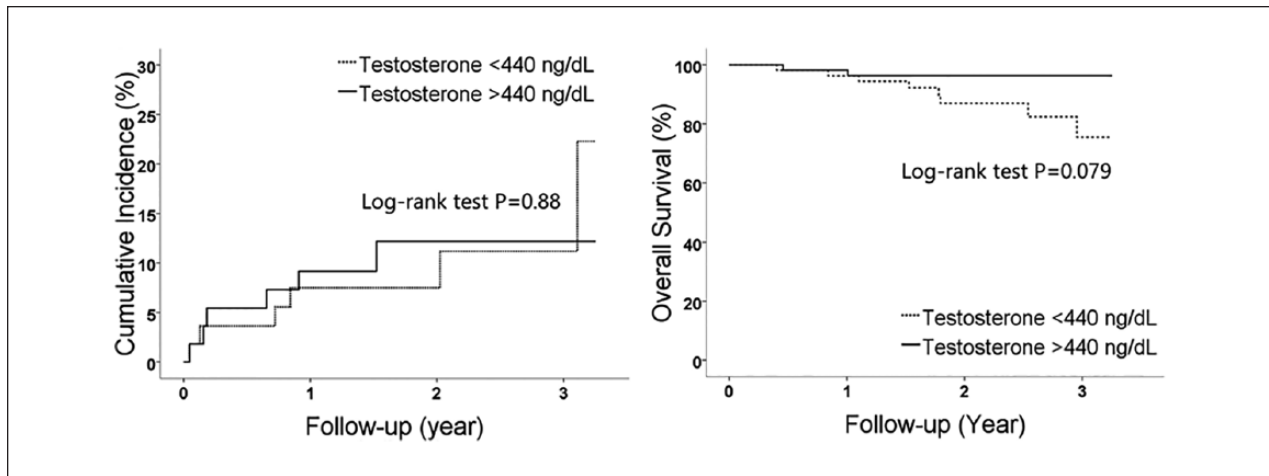 Cumulative Incidence (%)
30
25
20
15
10
5
0
Testosterone <440 ng/dL
Testosterone >440 ng/dL
Log-rank test P=0.88
0 1 2 3
Follow-up (year)
Overall Survival (%)
100
80
60
40
20
0
Log-rank test P=0.079
Testosterone <440 ng/dL
Testosterone >440 ng/dL
0 1 2 3
Follow-up (Year)